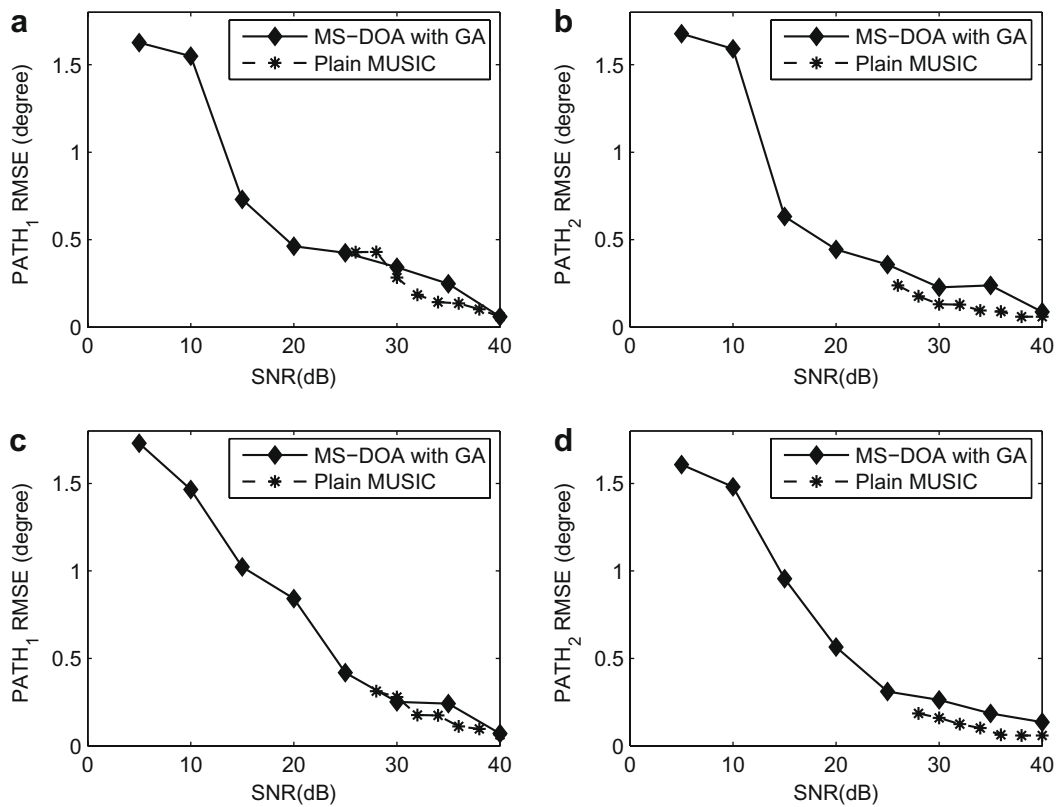 a
MS−DOA with GA
Plain MUSIC
PATH1 RMSE (degree)
1.5
1
0.5
0
0 10 20 30 40
SNR(dB)
b
MS−DOA with GA
Plain MUSIC
PATH2 RMSE (degree)
1.5
1
0.5
0
0 10 20 30 40
SNR(dB)
c
MS−DOA with GA
Plain MUSIC
PATH1 RMSE (degree)
1.5
1
0.5
0
0 10 20 30 40
SNR(dB)
d
MS−DOA with GA
Plain MUSIC
PATH2 RMSE (degree)
1.5
1
0.5
0
0 10 20 30 40
SNR(dB)